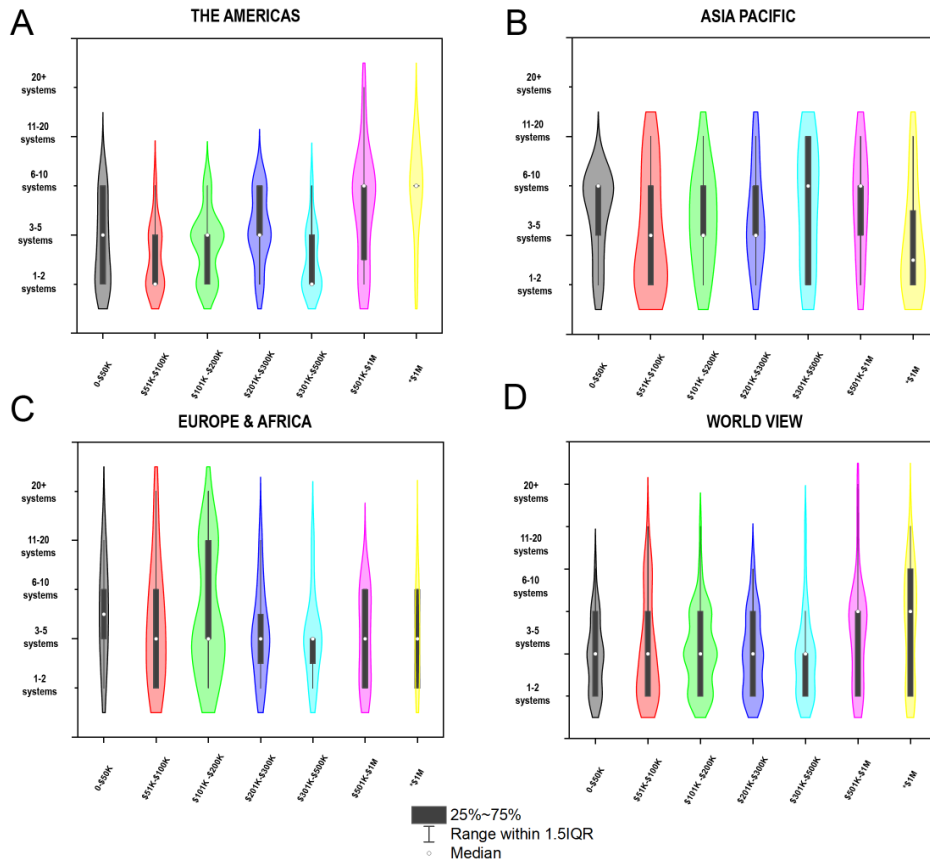 A
THE AMERICAS
20+
systems
11-20
systems
6-10
systems
3-5
systems
1-2
systems
0-$50K
$51K-$100K
$101K -$200K
$201K-$300K
$301K-$500K
$501K-$1M
"$1M
B
ASIA PACIFIC
20+
systems
11-20
systems
6-10
systems
3-5
systems
1-2
systems
0-$50K
$51K-$100K
$101K -$200K
$201K-$300K
$301K-$500K
$501K-$1M
"$1M
C
EUROPE & AFRICA
20+
systems
11-20
systems
6-10
systems
3-5
systems
1-2
systems
0-$50K
$51K-$100K
$101K -$200K
$201K-$300K
$301K-$500K
$501K-$1M
"$1M
D
WORLD VIEW
20+
systems
11-20
systems
6-10
systems
3-5
systems
1-2
systems
0-$50K
$51K-$100K
$101K -$200K
$201K-$300K
$301K-$500K
$501K-$1M
"$1M
25%~75%
Range within 1.5IQR
Median